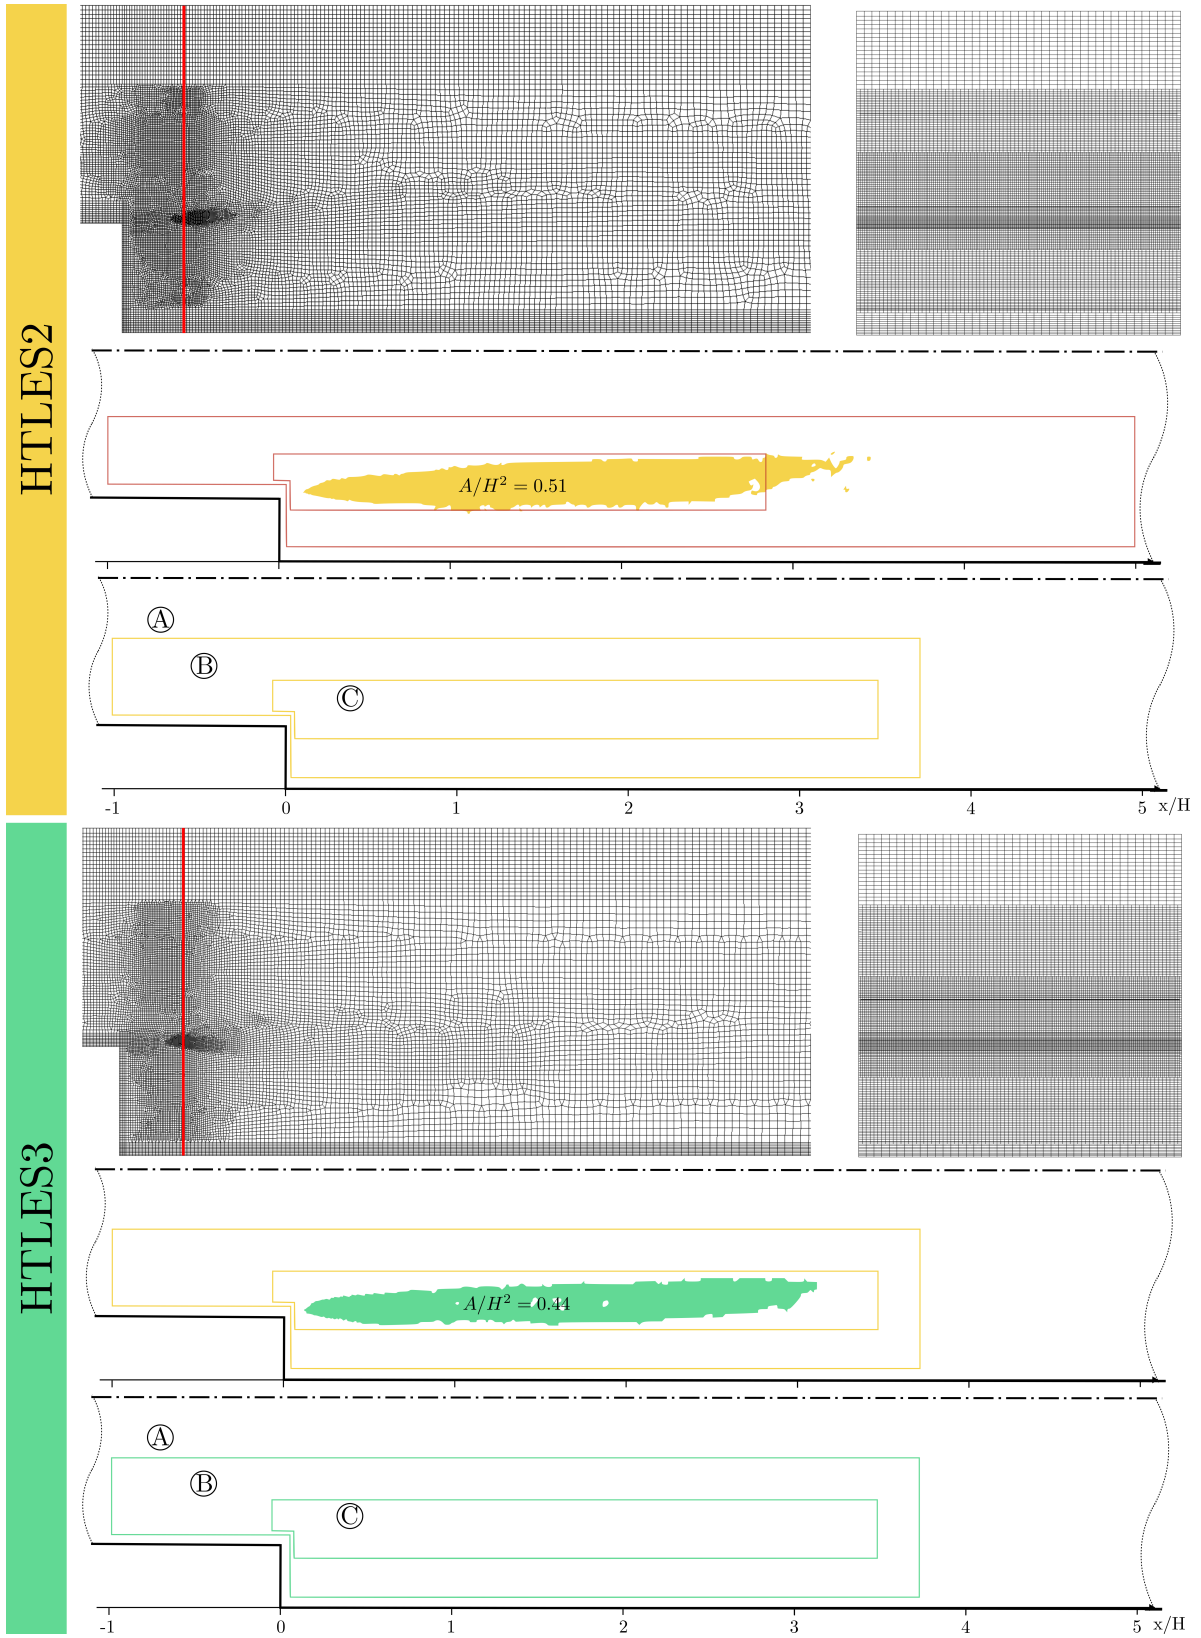 HTLES2
A/H² = 0.51
A
B
C
-1 0 1 2 3 4 5 x/H
HTLES3
A/H² = 0.44
A
B
C
-1 0 1 2 3 4 5 x/H